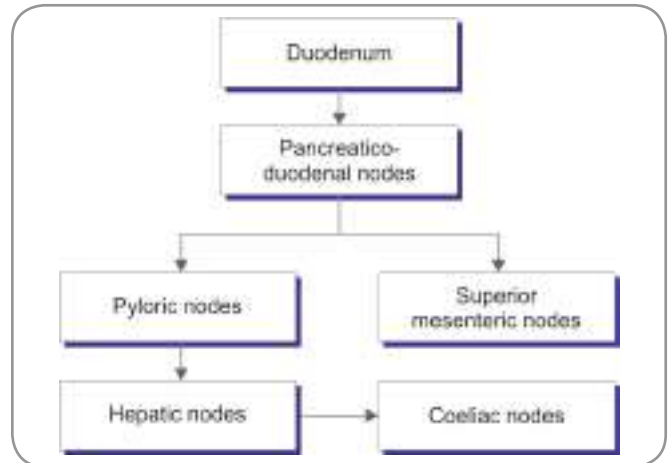 Duodenum
Pancreatico-
duodenal nodes
Pyloric nodes
Superior
mesenteric nodes
Hepatic nodes
Coeliac nodes